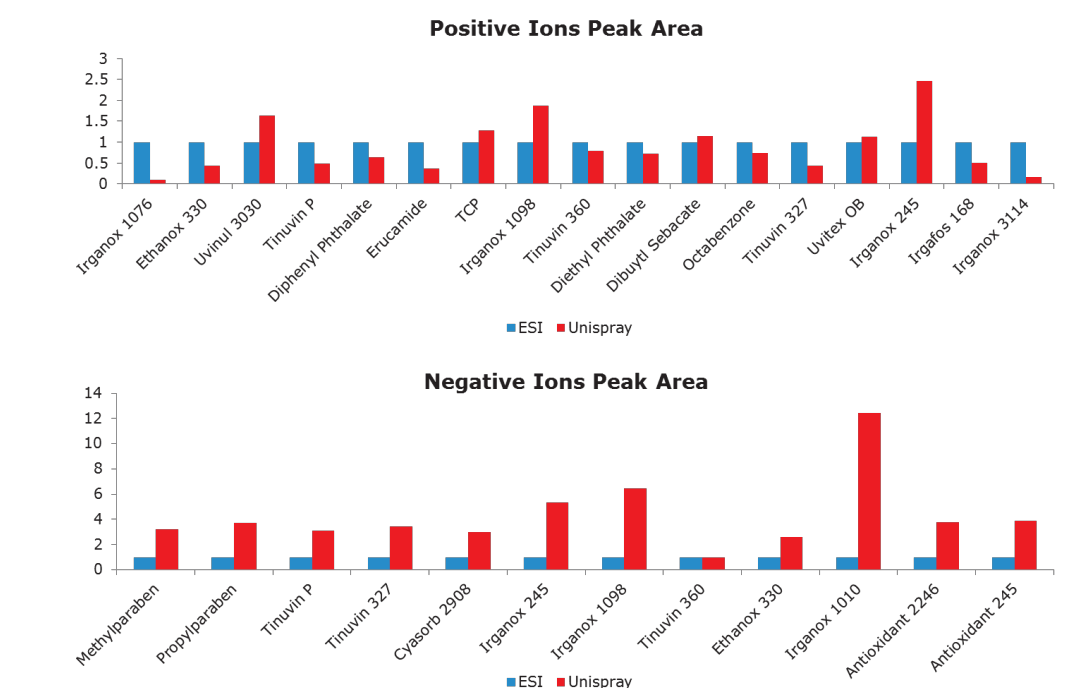 Positive Ions Peak Area
3
2.5
2
1.5
1
0.5
0
Irganox 1076
Ethanox 330
Uvinul 3030
Tinuvin P
Diphenyl Phthalate
Erucamide
TCP
Irganox 1098
Tinuvin 360
Diethyl Phthalate
Dibuytl Sebacate
Octabenzone
Tinuvin 327
Uvitex OB
Irganox 245
Irgafos 168
Irganox 3114
ESI Unispray
Negative Ions Peak Area
14
12
10
8
6
4
2
0
Methylparaben
Propylparaben
Tinuvin P
Tinuvin 327
Cyasorb 2908
Irganox 245
Irganox 1098
Tinuvin 360
Ethanox 330
Irganox 1010
Antioxidant 2246
Antioxidant 245
ESI Unispray